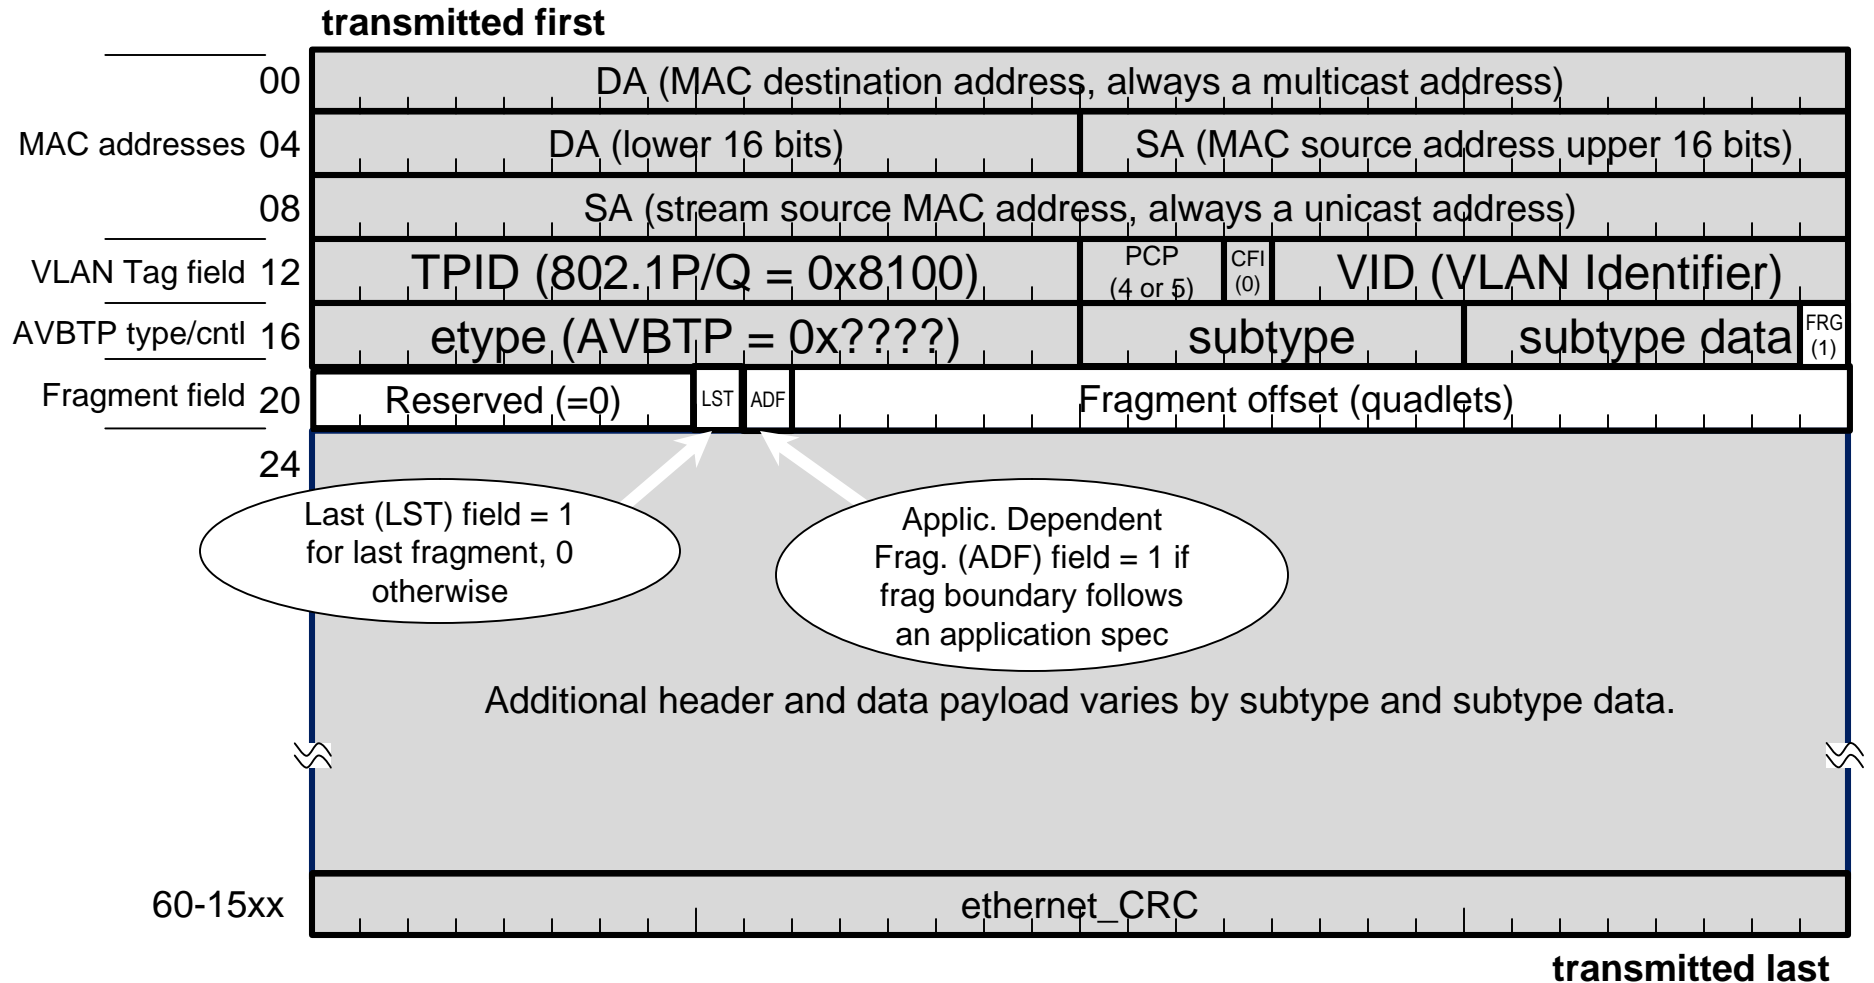 transmitted first
00 DA (MAC destination address, always a multicast address)
MAC addresses 04 DA (lower 16 bits) SA (MAC source address upper 16 bits)
08 SA (stream source MAC address, always a unicast address)
VLAN Tag field 12 TPID (802.1P/Q = 0x8100) PCP (4 or 5) CFI (0) VID (VLAN Identifier)
AVBTP type/cntl 16 etype (AVBTP = 0x????) subtype subtype data FRG (1)
Fragment field 20 Reserved (=0) LST ADF Fragment offset (quadlets)
24
Last (LST) field = 1
for last fragment, 0
otherwise
Applic. Dependent
Frag. (ADF) field = 1 if
frag boundary follows
an application spec
Additional header and data payload varies by subtype and subtype data.
60-15xx ethernet_CRC
transmitted last